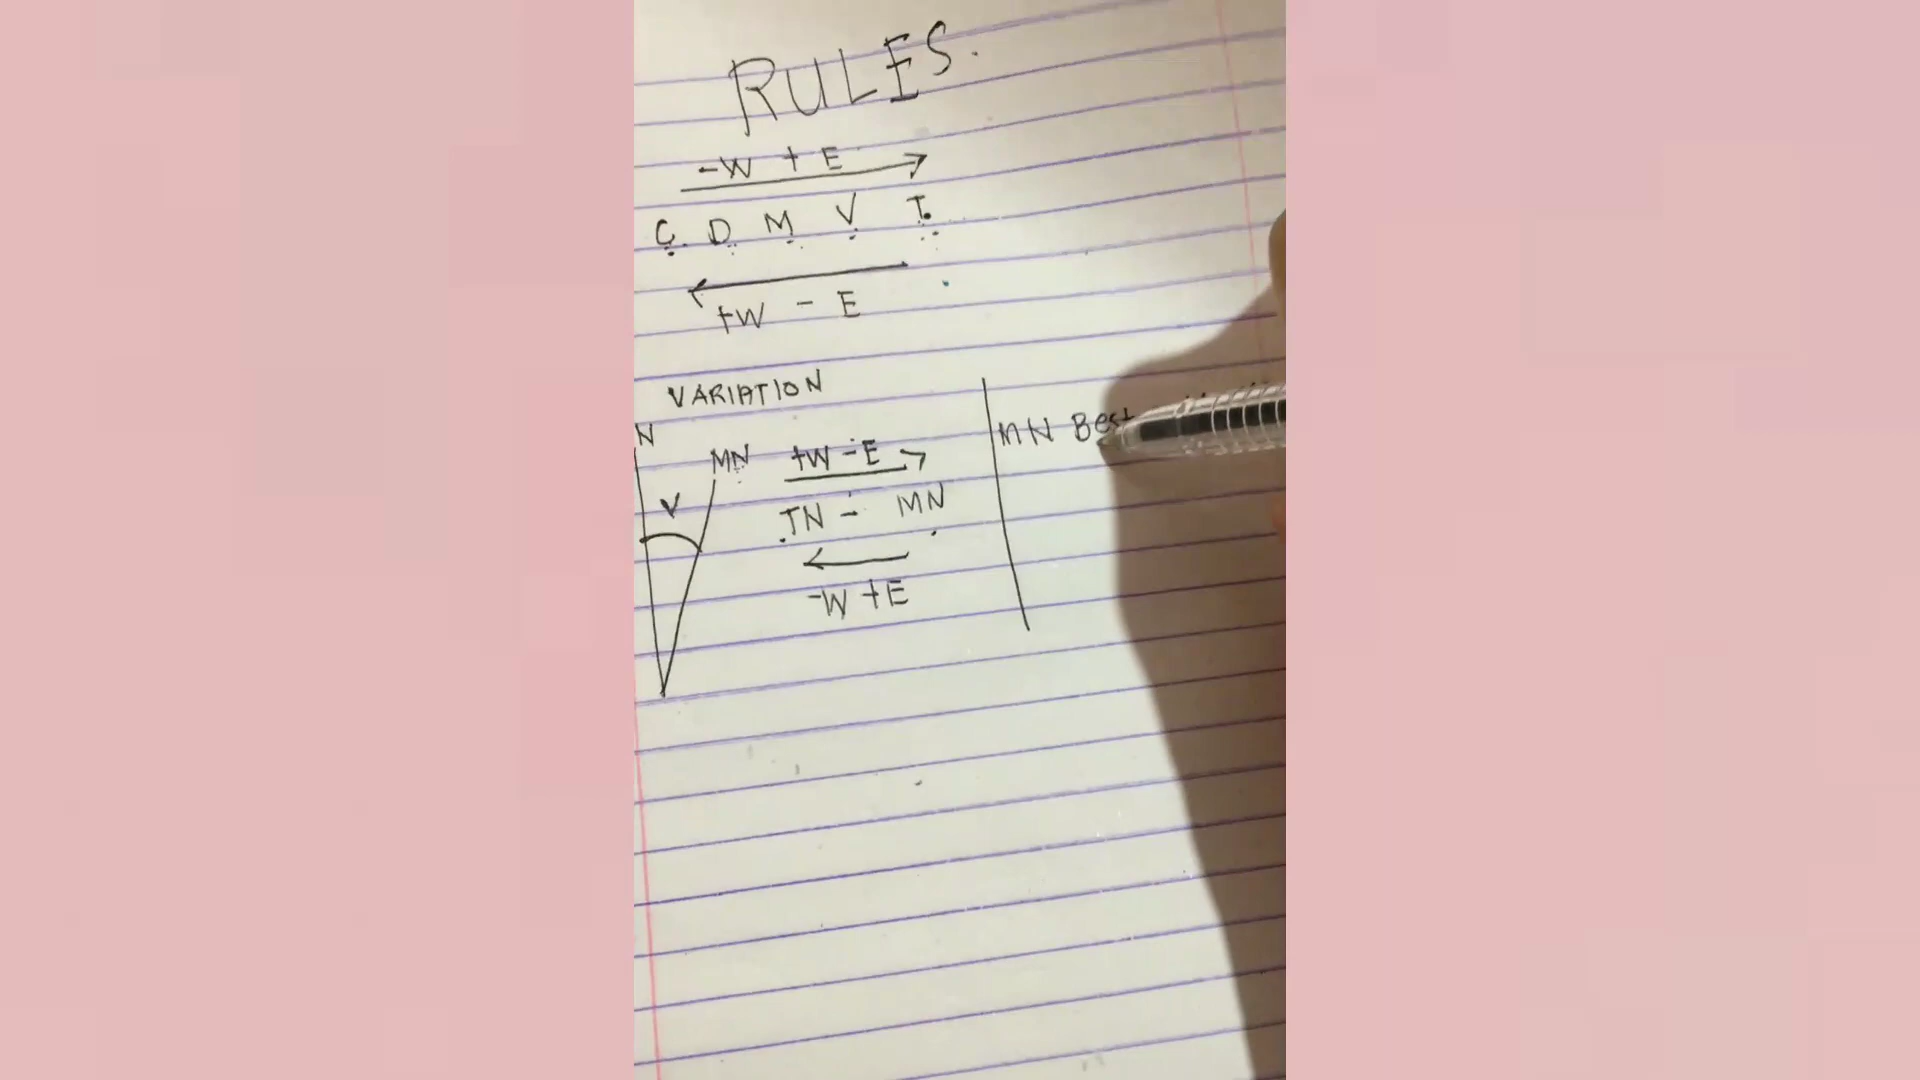 RULES.
-W + E
C. D M V T.
+W - E
VARIATION
N
MN +W - E
MN Best
V TN - MN
-W +E